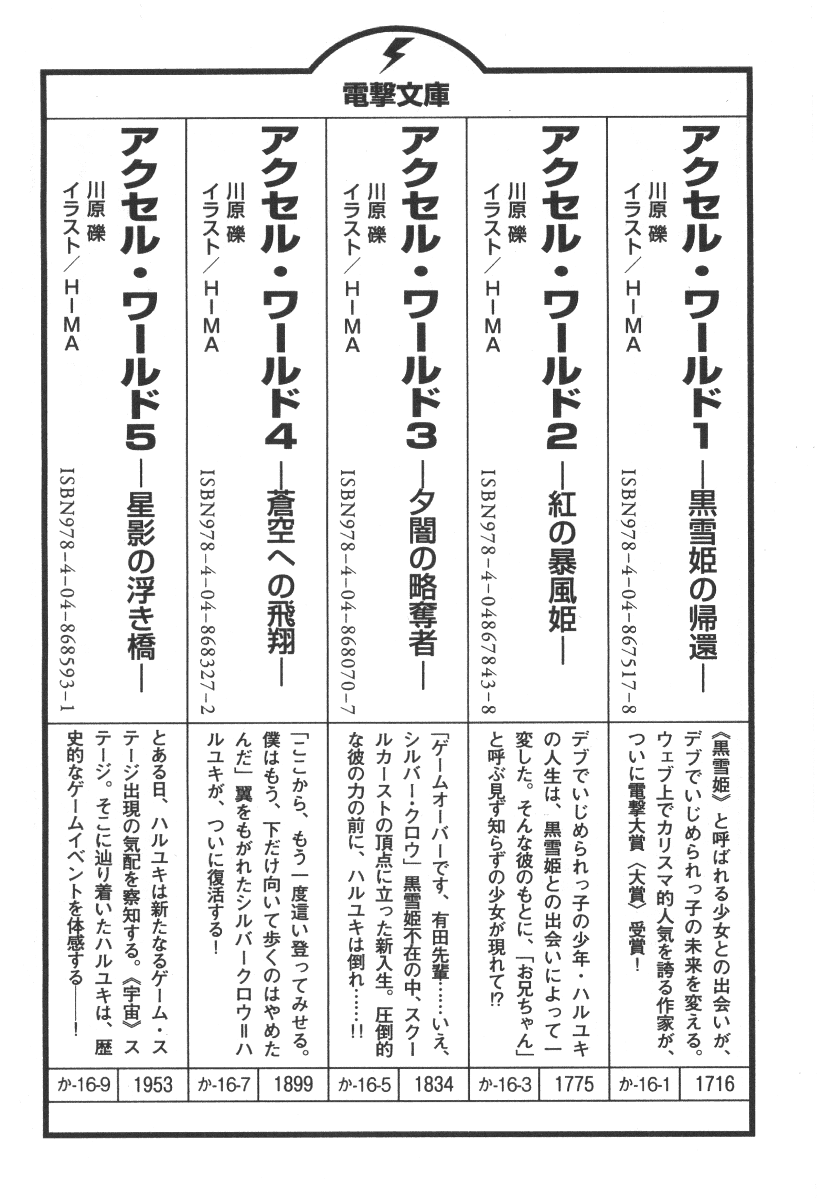 電撃文庫
アクセル・ワールド1 ―黒雪姫の帰還―
川原 礫
イラスト/HIMA
ISBN978-4-04-867517-8
《黒雪姫》と呼ばれる少女との出会いが、
デブでいじめられっ子の未来を変える。
ウェブ上でカリスマ的人気を誇る作家が、
ついに電撃大賞〈大賞〉受賞!
か-16-1
1716
アクセル・ワールド2 ―紅の暴風姫―
川原 礫
イラスト/HIMA
ISBN978-4-04867843-8
デブでいじめられっ子の少年・ハルユキ
の人生は、黒雪姫との出会いによって一
変した。そんな彼のもとに、「お兄ちゃん」
と呼ぶ見ず知らずの少女が現れて!?
か-16-3
1775
アクセル・ワールド3 ―夕闇の略奪者―
川原 礫
イラスト/HIMA
ISBN978-4-04-868070-7
「ゲームオーバーです、有田先輩……いえ、
シルバー・クロウ」黒雪姫不在の中、スクー
ルカーストの頂点に立った新入生。圧倒的
な彼の力の前に、ハルユキは倒れ……!!
か-16-5
1834
アクセル・ワールド4 ―蒼空への飛翔―
川原 礫
イラスト/HIMA
ISBN978-4-04-868327-2
「ここから、もう一度這い登ってみせる。
僕はもう、下だけ向いて歩くのはやめた
んだ」翼をもがれたシルバークロウ=ハ
ルユキが、ついに復活する!
か-16-7
1899
アクセル・ワールド5 ―星影の浮き橋―
川原 礫
イラスト/HIMA
ISBN978-4-04-868593-1
とある日、ハルユキは新たなるゲーム・ス
テージ出現の気配を察知する。《宇宙》ス
テージ。そこに辿り着いたハルユキは、歴
史的なゲームイベントを体感する――!
か-16-9
1953